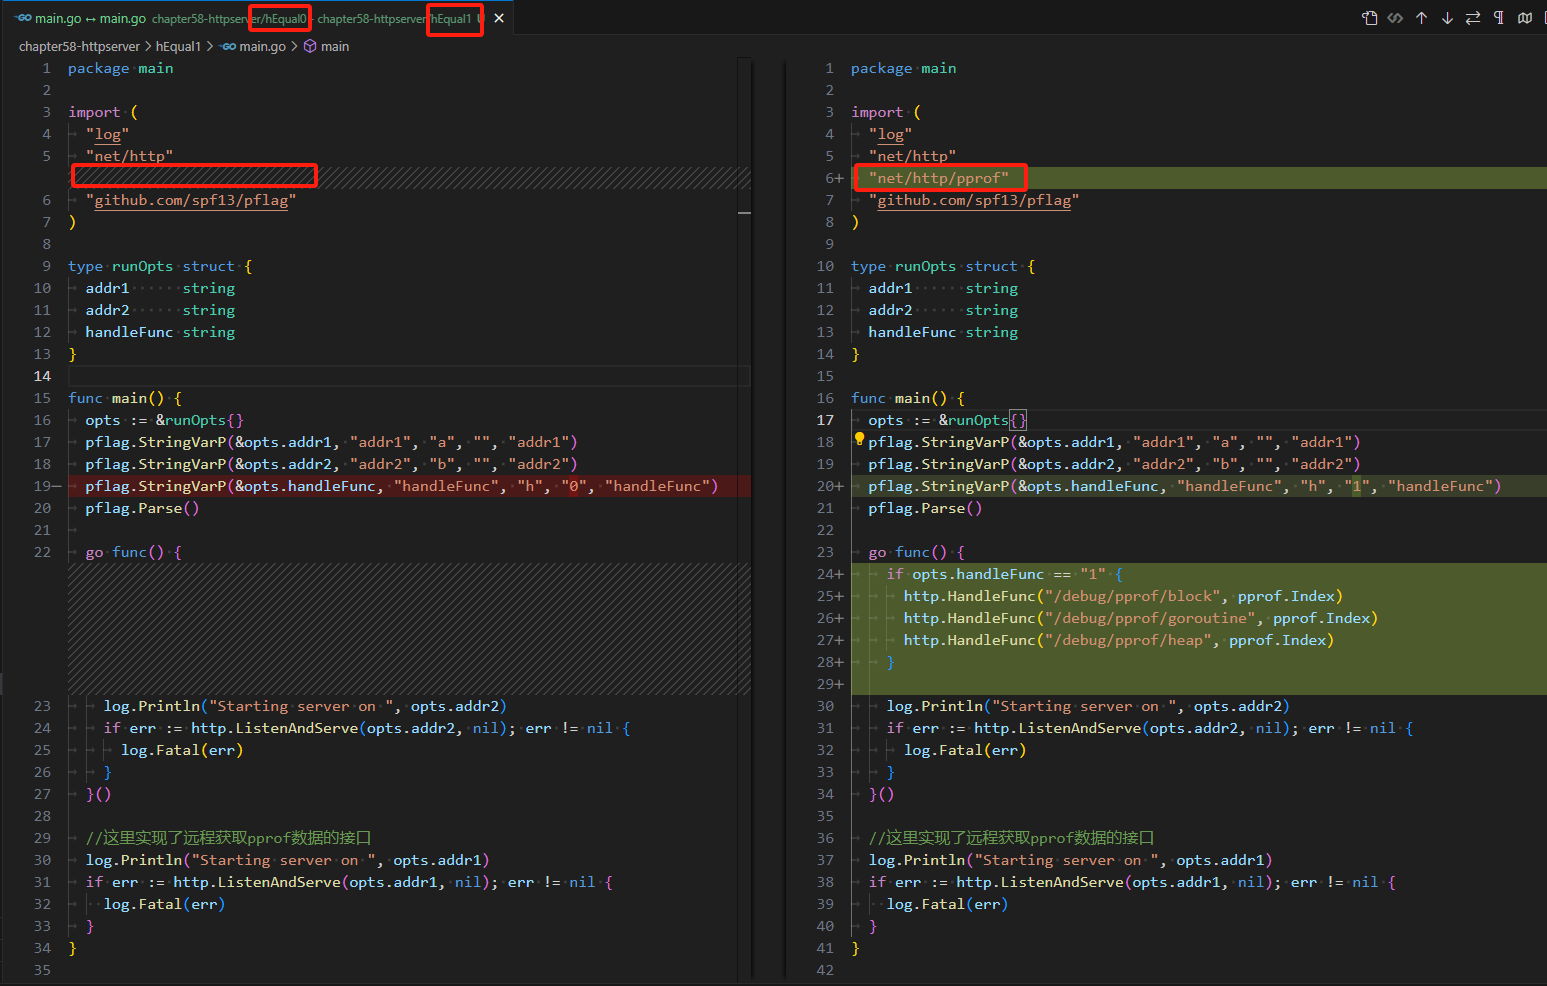 main.go ↔ main.go chapter58-httpserver/hEqual0 - chapter58-httpserver/hEqual1 U
chapter58-httpserver > hEqual1 > main.go > main
1 package main
2
3 import (
4 "log"
5 "net/http"
6 "github.com/spf13/pflag"
7 )
8
9 type runOpts struct {
10 addr1 string
11 addr2 string
12 handleFunc string
13 }
14
15 func main() {
16 opts := &runOpts{}
17 pflag.StringVarP(&opts.addr1, "addr1", "a", "", "addr1")
18 pflag.StringVarP(&opts.addr2, "addr2", "b", "", "addr2")
19− pflag.StringVarP(&opts.handleFunc, "handleFunc", "h", "0", "handleFunc")
20 pflag.Parse()
21
22 go func() {
23 log.Println("Starting server on ", opts.addr2)
24 if err := http.ListenAndServe(opts.addr2, nil); err != nil {
25 log.Fatal(err)
26 }
27 }()
28
29 //这里实现了远程获取pprof数据的接口
30 log.Println("Starting server on ", opts.addr1)
31 if err := http.ListenAndServe(opts.addr1, nil); err != nil {
32 log.Fatal(err)
33 }
34 }
35
1 package main
2
3 import (
4 "log"
5 "net/http"
6+ "net/http/pprof"
7 "github.com/spf13/pflag"
8 )
9
10 type runOpts struct {
11 addr1 string
12 addr2 string
13 handleFunc string
14 }
15
16 func main() {
17 opts := &runOpts{}
18 pflag.StringVarP(&opts.addr1, "addr1", "a", "", "addr1")
19 pflag.StringVarP(&opts.addr2, "addr2", "b", "", "addr2")
20+ pflag.StringVarP(&opts.handleFunc, "handleFunc", "h", "1", "handleFunc")
21 pflag.Parse()
22
23 go func() {
24+ if opts.handleFunc == "1" {
25+ http.HandleFunc("/debug/pprof/block", pprof.Index)
26+ http.HandleFunc("/debug/pprof/goroutine", pprof.Index)
27+ http.HandleFunc("/debug/pprof/heap", pprof.Index)
28+ }
29+
30 log.Println("Starting server on ", opts.addr2)
31 if err := http.ListenAndServe(opts.addr2, nil); err != nil {
32 log.Fatal(err)
33 }
34 }()
35
36 //这里实现了远程获取pprof数据的接口
37 log.Println("Starting server on ", opts.addr1)
38 if err := http.ListenAndServe(opts.addr1, nil); err != nil {
39 log.Fatal(err)
40 }
41 }
42